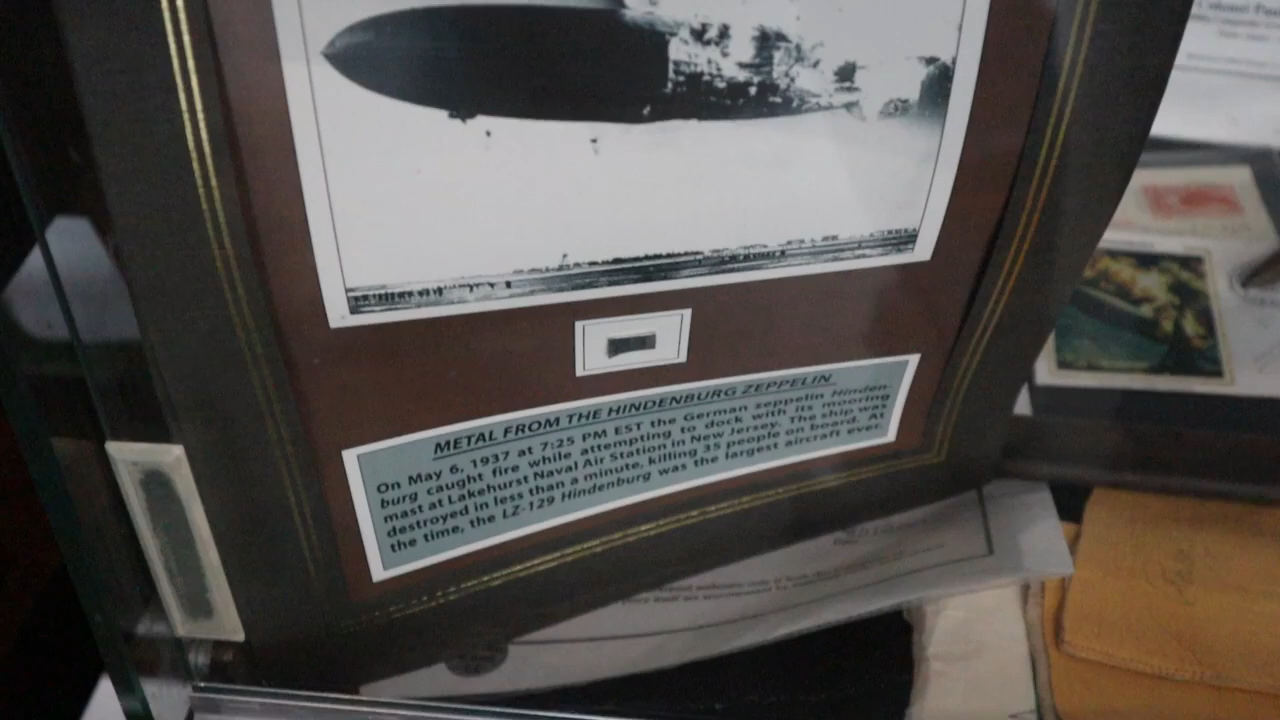 METAL FROM THE HINDENBURG ZEPPELIN
On May 6, 1937 at 7:25 PM EST the German zeppelin Hinden-
burg caught fire while attempting to dock with its mooring
mast at Lakehurst Naval Air Station in New Jersey. The ship was
destroyed in less than a minute, killing 35 people on board. At
the time, the LZ-129 Hindenburg was the largest aircraft ever.